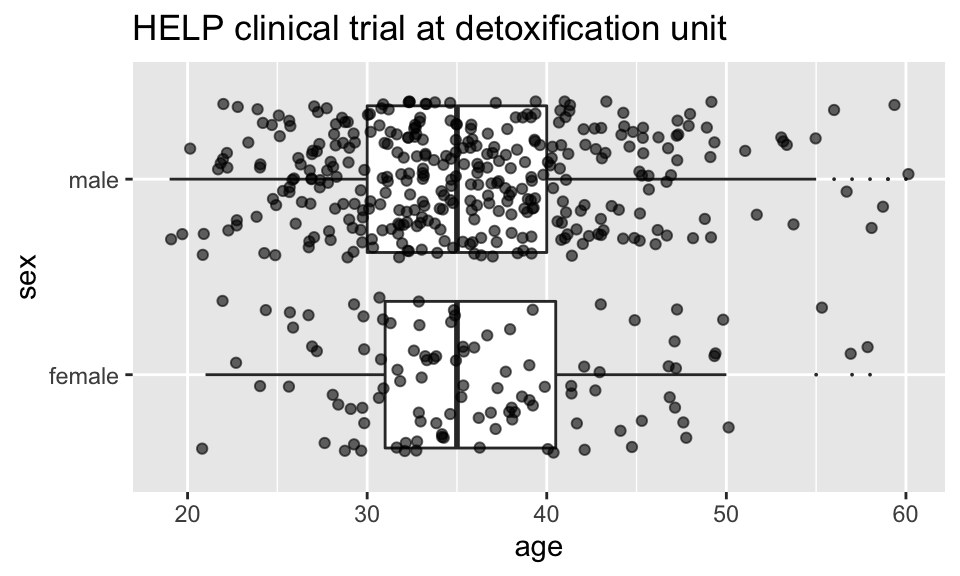 HELP clinical trial at detoxification unit
sex
male
female
20 30 40 50 60
age